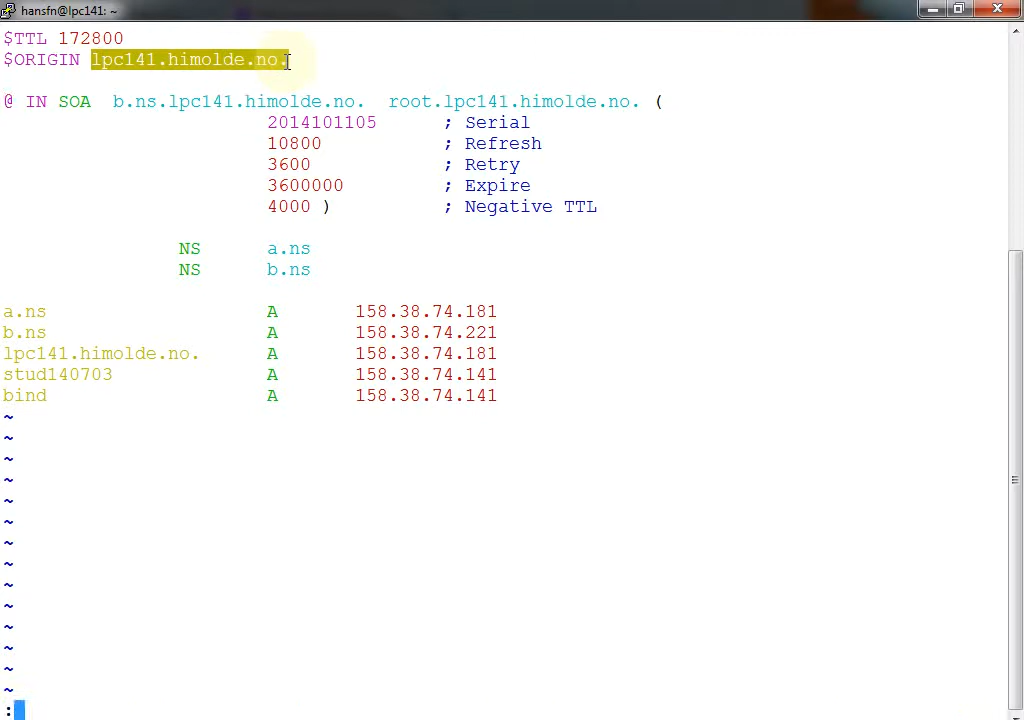 hansfn@lpc141: ~
$TTL 172800
$ORIGIN lpc141.himolde.no.
@ IN SOA b.ns.lpc141.himolde.no. root.lpc141.himolde.no. (
2014101105 ; Serial
10800 ; Refresh
3600 ; Retry
3600000 ; Expire
4000 ) ; Negative TTL
NS a.ns
NS b.ns
a.ns A 158.38.74.181
b.ns A 158.38.74.221
lpc141.himolde.no. A 158.38.74.181
stud140703 A 158.38.74.141
bind A 158.38.74.141
~
~
~
~
~
~
~
~
~
~
~
~
~
~
: